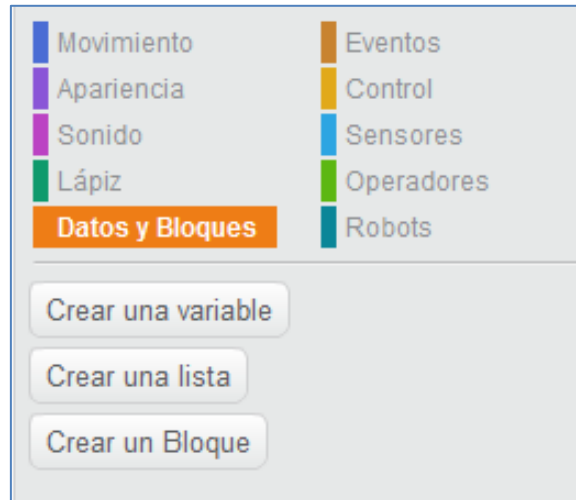 Movimiento
Apariencia
Sonido
Lápiz
Datos y Bloques
Eventos
Control
Sensores
Operadores
Robots
Crear una variable
Crear una lista
Crear un Bloque